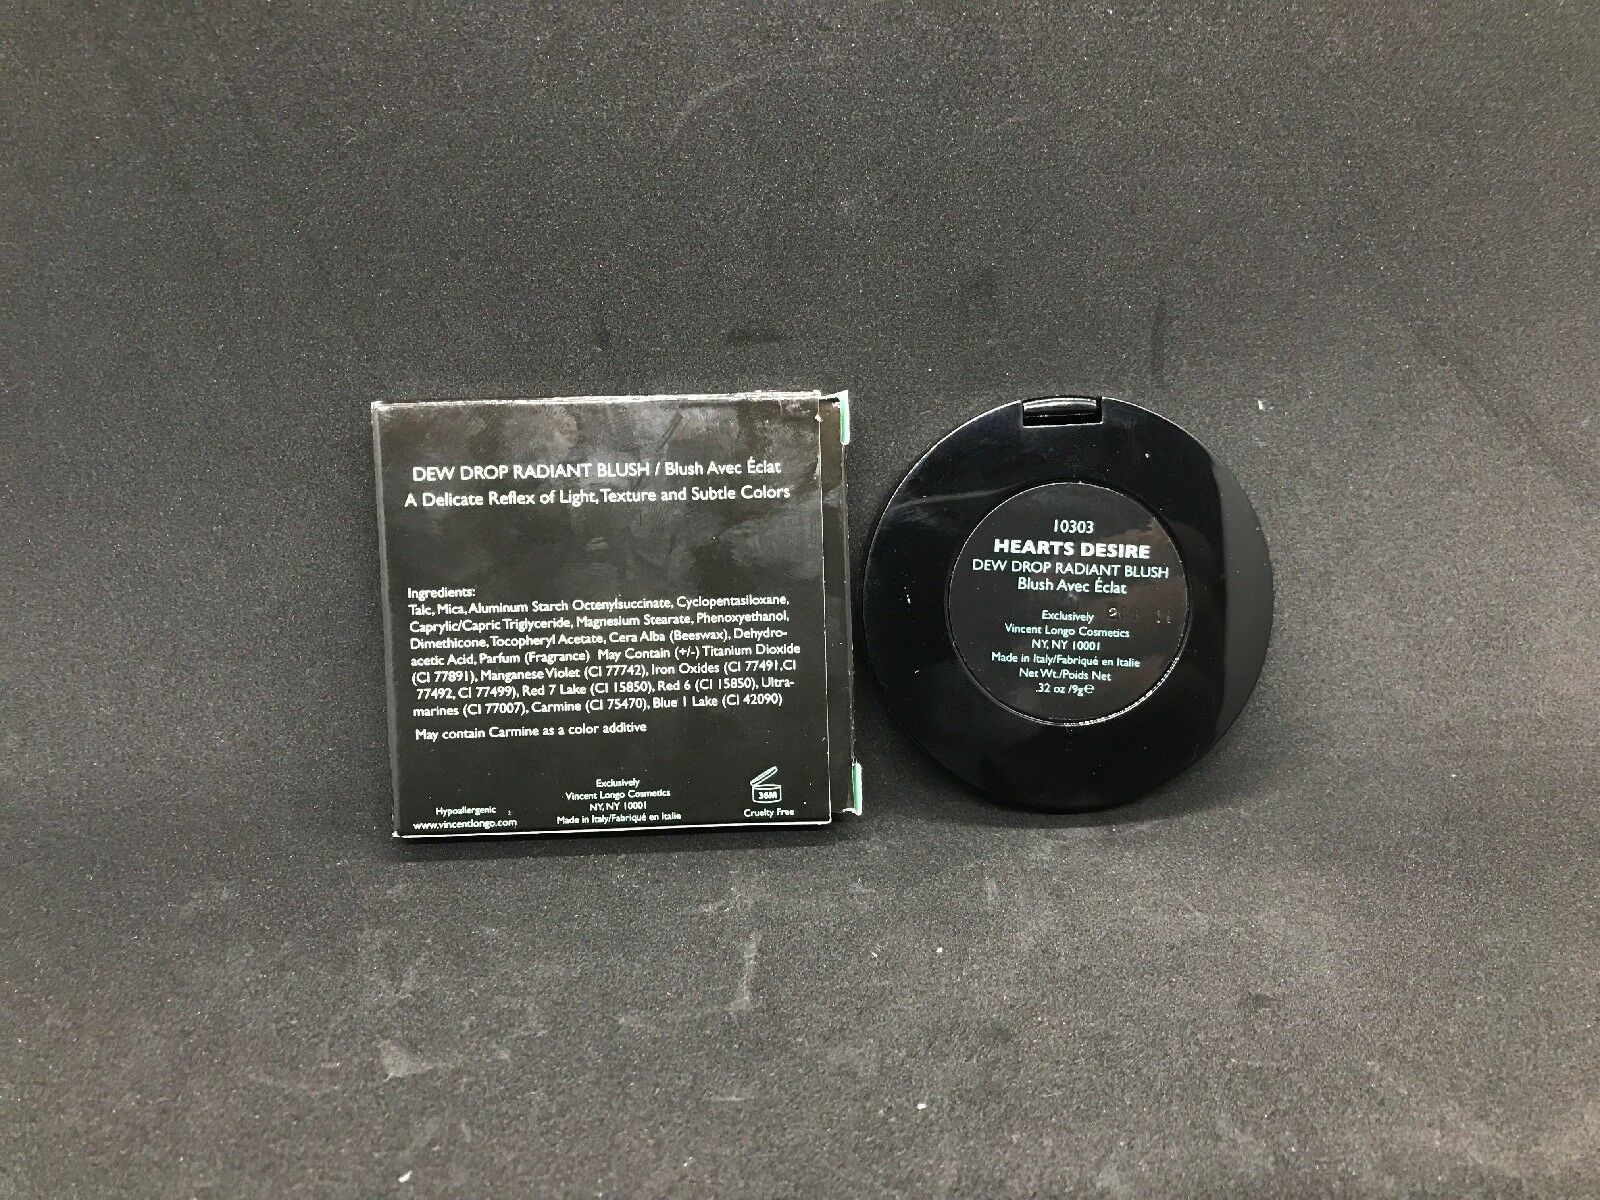 DEW DROP RADIANT BLUSH / Blush Avec Éclat
A Delicate Reflex of Light, Texture and Subtle Colors
Ingredients:
Talc, Mica, Aluminum Starch Octenylsuccinate, Cyclopentasiloxane,
Caprylic/Capric Triglyceride, Magnesium Stearate, Phenoxyethanol,
Dimethicone, Tocopheryl Acetate, Cera Alba (Beeswax), Dehydro-
acetic Acid, Parfum (Fragrance) May Contain (+/-) Titanium Dioxide
(CI 77891), Manganese Violet (CI 77742), Iron Oxides (CI 77491, CI
77492, CI 77499), Red 7 Lake (CI 15850), Red 6 (CI 15850), Ultra-
marines (CI 77007), Carmine (CI 75470), Blue 1 Lake (CI 42090)
May contain Carmine as a color additive
Hypoallergenic
www.vincentlongo.com
Exclusively
Vincent Longo Cosmetics
NY, NY 10001
Made in Italy/Fabriqué en Italie
36M
Cruelty Free
10303
HEARTS DESIRE
DEW DROP RADIANT BLUSH
Blush Avec Éclat
Exclusively
Vincent Longo Cosmetics
NY, NY 10001
Made in Italy/Fabriqué en Italie
Net Wt./Poids Net
.32 oz /9g℮